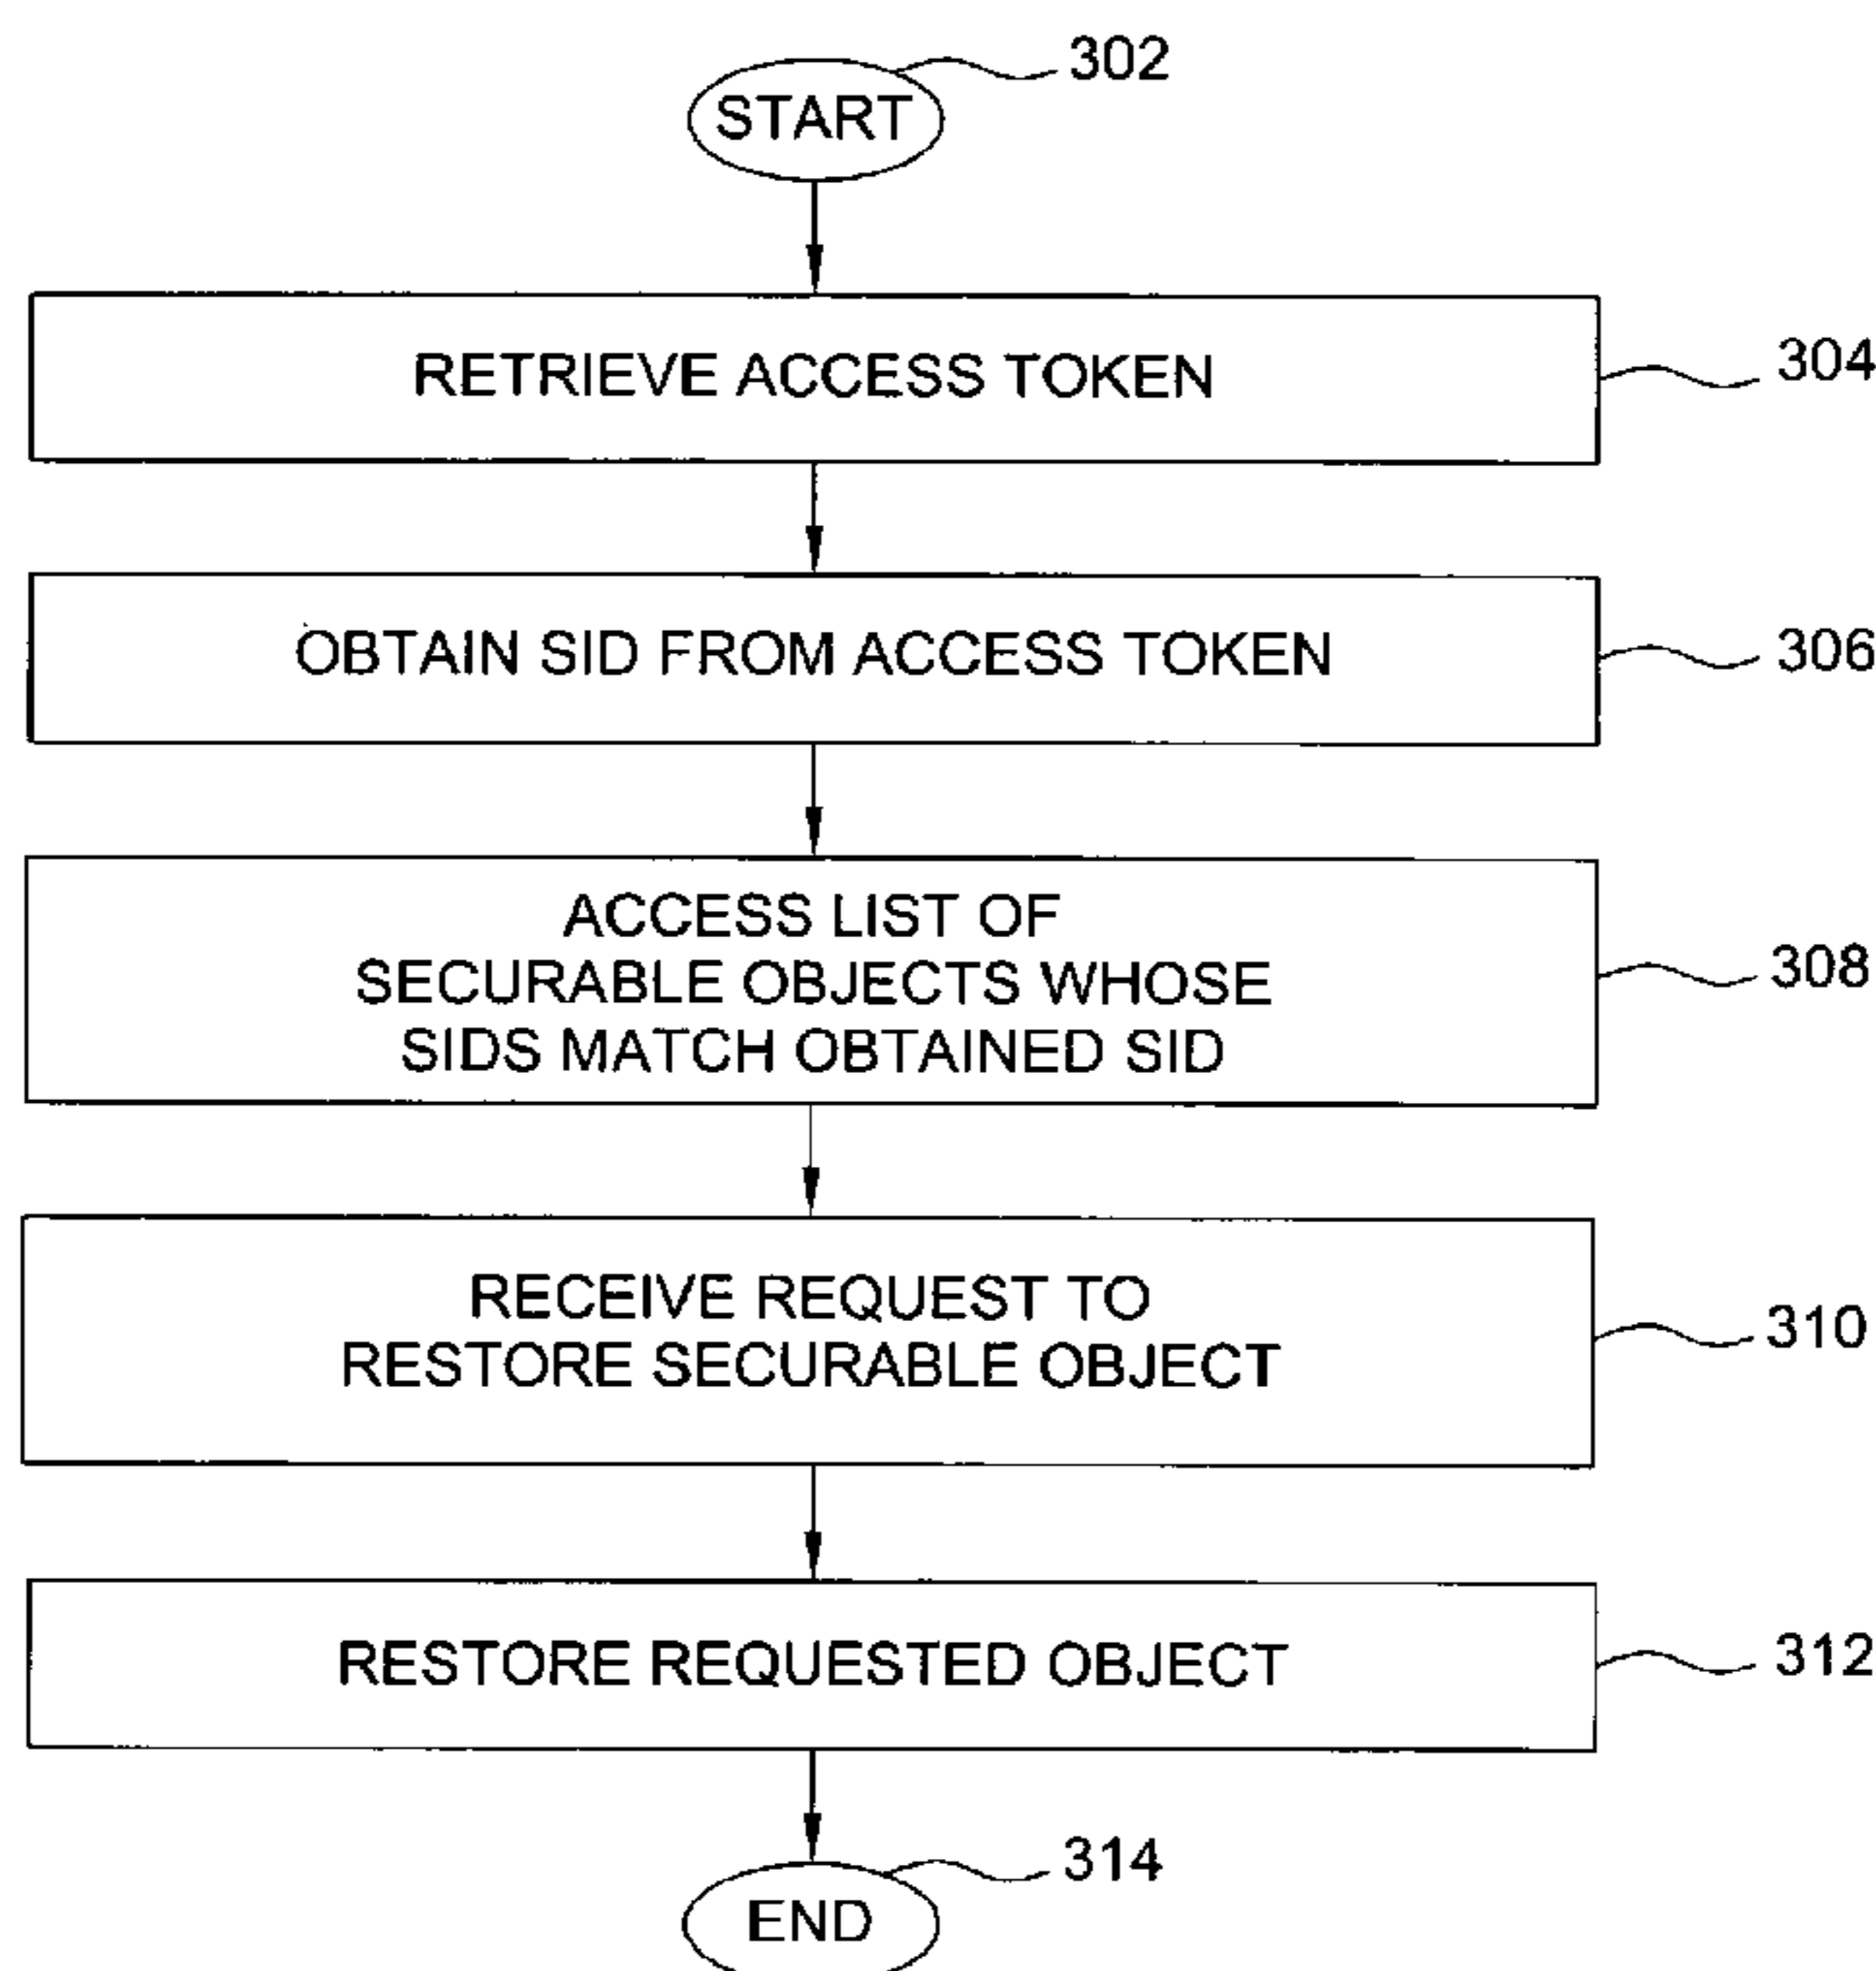 302
START
RETRIEVE ACCESS TOKEN
304
OBTAIN SID FROM ACCESS TOKEN
306
ACCESS LIST OF
SECURABLE OBJECTS WHOSE
SIDS MATCH OBTAINED SID
308
RECEIVE REQUEST TO
RESTORE SECURABLE OBJECT
310
RESTORE REQUESTED OBJECT
312
314
END